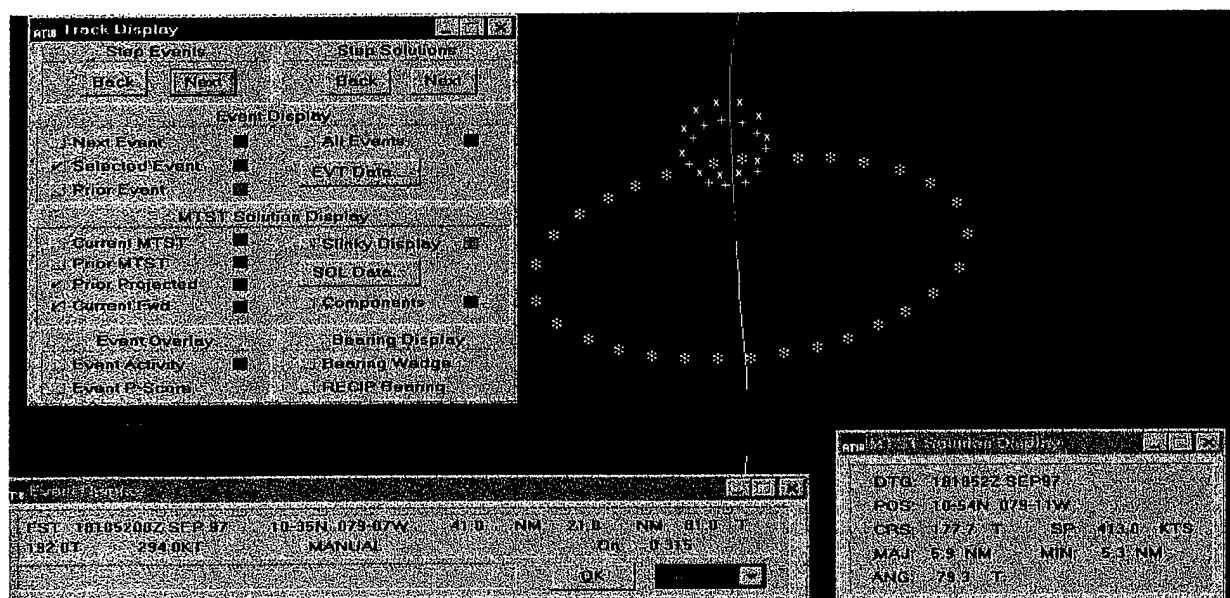 Track Display
Step Events
Step Solutions
Back Next
Back Next
Event Display
Next Event
All Events
Selected Event
EVT Data...
Prior Event
MTST Solution Display
Current MTST
Slinky Display
Prior MTST
SOL Data...
Prior Projected
Current Fwd
Components
Event Overlay
Bearing Display
Event Activity
Bearing Wedge
Event P-Score
RECIP Bearing
EST 18105200Z SEP 97 10-35N 079-07W 41.0 NM 21.0 NM 81.0 T
182.0T 294.0KT MANUAL 0.315
OK
Solution Display
DTG 181052Z SEP97
POS 10-54N 079-11W
CRS 177.7 T SP 413.0 KTS
MAJ 6.9 NM MIN 5.3 NM
ANG 79.3 T